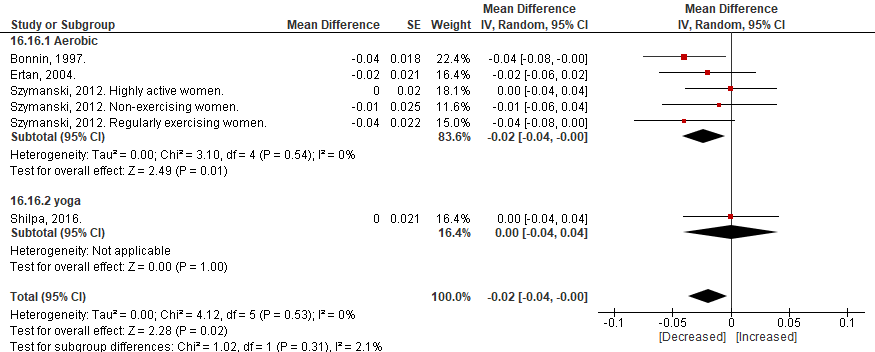 Mean Difference Mean Difference
Study or Subgroup Mean Difference SE Weight IV, Random, 95% CI IV, Random, 95% CI
16.16.1 Aerobic
Bonnin, 1997. -0.04 0.018 22.4% -0.04 [-0.08, -0.00]
Ertan, 2004. -0.02 0.021 16.4% -0.02 [-0.06, 0.02]
Szymanski, 2012. Highly active women. 0 0.02 18.1% 0.00 [-0.04, 0.04]
Szymanski, 2012. Non-exercising women. -0.01 0.025 11.6% -0.01 [-0.06, 0.04]
Szymanski, 2012. Regularly exercising women. -0.04 0.022 15.0% -0.04 [-0.08, 0.00]
Subtotal (95% CI) 83.6% -0.02 [-0.04, -0.00]
Heterogeneity: Tau² = 0.00; Chi² = 3.10, df = 4 (P = 0.54); I² = 0%
Test for overall effect: Z = 2.49 (P = 0.01)
16.16.2 yoga
Shilpa, 2016. 0 0.021 16.4% 0.00 [-0.04, 0.04]
Subtotal (95% CI) 16.4% 0.00 [-0.04, 0.04]
Heterogeneity: Not applicable
Test for overall effect: Z = 0.00 (P = 1.00)
Total (95% CI) 100.0% -0.02 [-0.04, -0.00]
Heterogeneity: Tau² = 0.00; Chi² = 4.12, df = 5 (P = 0.53); I² = 0%
Test for overall effect: Z = 2.28 (P = 0.02)
Test for subgroup differences: Chi² = 1.02, df = 1 (P = 0.31), I² = 2.1%
-0.1 -0.05 0 0.05 0.1
[Decreased] [Increased]